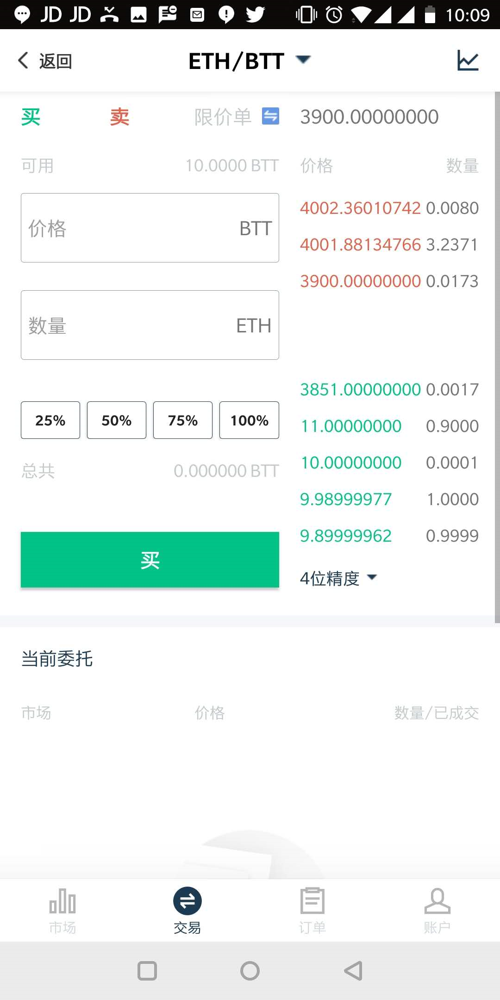 JD JD 10:09
返回 ETH/BTT
买 卖 限价单 3900.00000000
可用 10.0000 BTT 价格 数量
4002.36010742 0.0080
价格 BTT
4001.88134766 3.2371
3900.00000000 0.0173
数量 ETH
3851.00000000 0.0017
25% 50% 75% 100%
11.00000000 0.9000
10.00000000 0.0001
总共 0.000000 BTT
9.98999977 1.0000
9.89999962 0.9999
买
4位精度
当前委托
市场 价格 数量/已成交
市场 交易 订单 账户